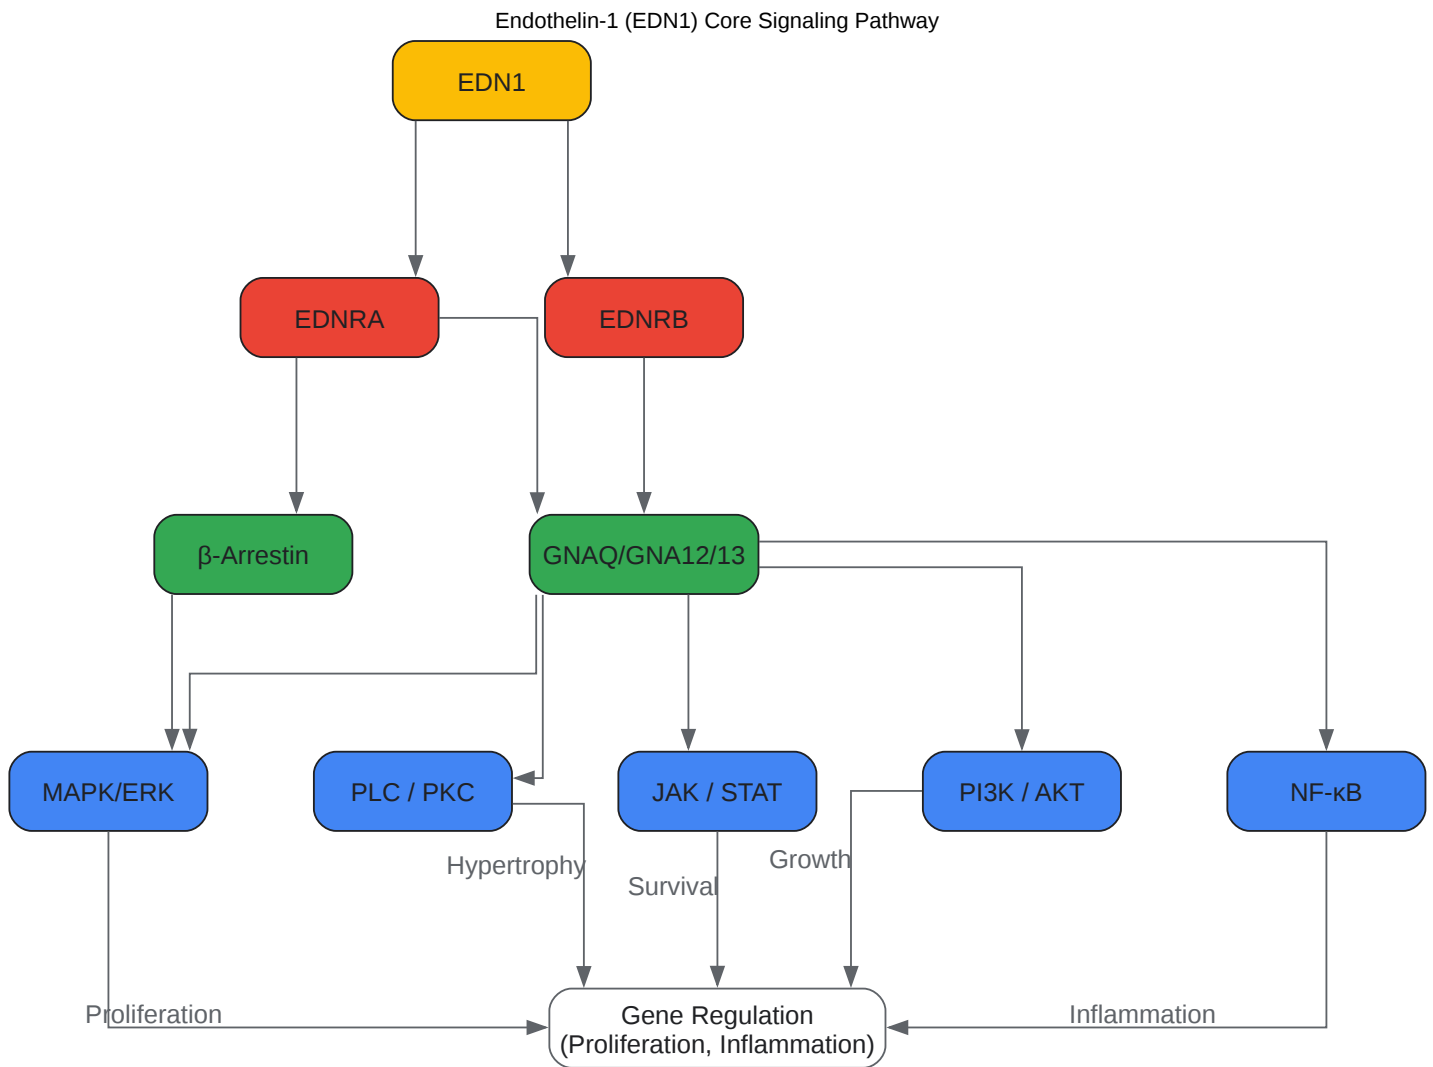 Endothelin-1 (EDN1) Core Signaling Pathway
EDN1
EDNRA
EDNRB
β-Arrestin
GNAQ/GNA12/13
MAPK/ERK
PLC / PKC
JAK / STAT
PI3K / AKT
NF-κB
Hypertrophy
Survival
Growth
Proliferation
Inflammation
Gene Regulation
(Proliferation, Inflammation)